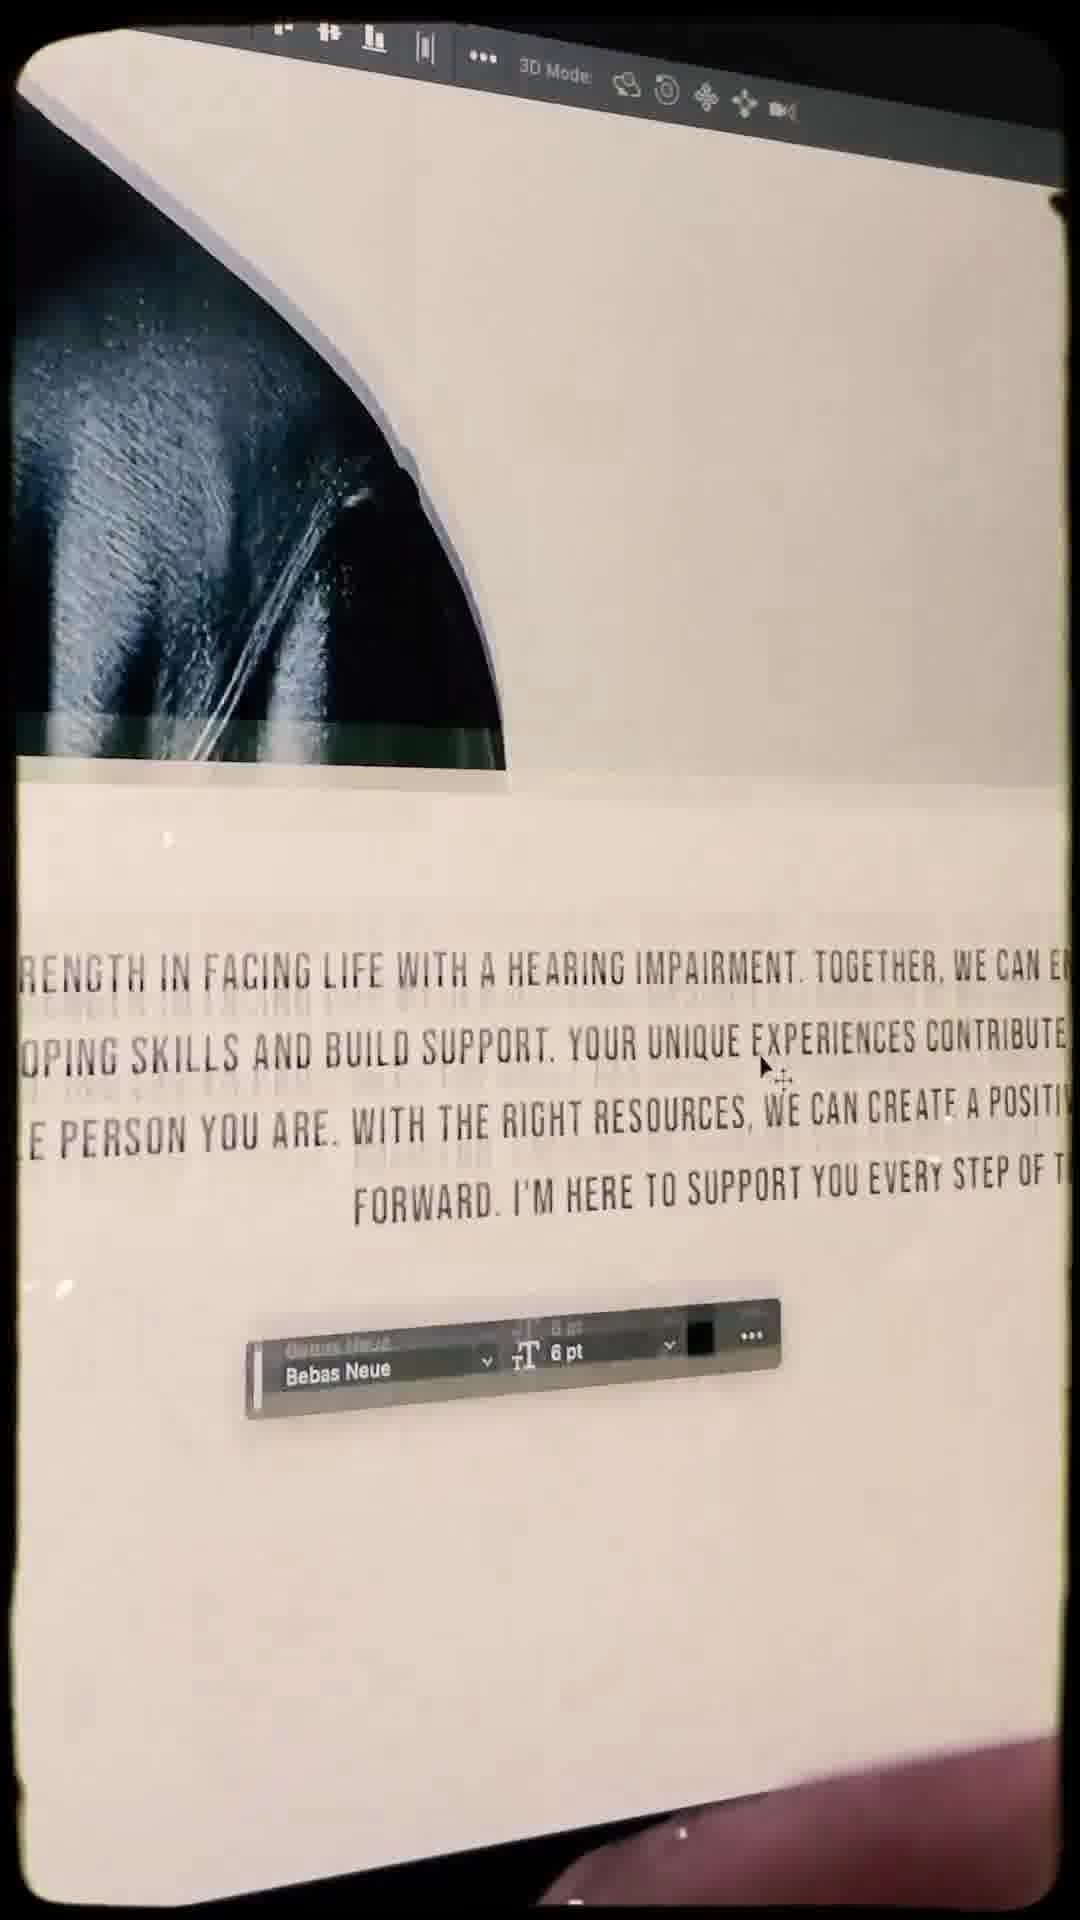 3D Mode:
RENGTH IN FACING LIFE WITH A HEARING IMPAIRMENT. TOGETHER, WE CAN
OPING SKILLS AND BUILD SUPPORT. YOUR UNIQUE EXPERIENCES CONTRIBUTE
E PERSON YOU ARE. WITH THE RIGHT RESOURCES, WE CAN CREATE A POSITIV
FORWARD. I'M HERE TO SUPPORT YOU EVERY STEP OF
Bebas Neue 6 pt